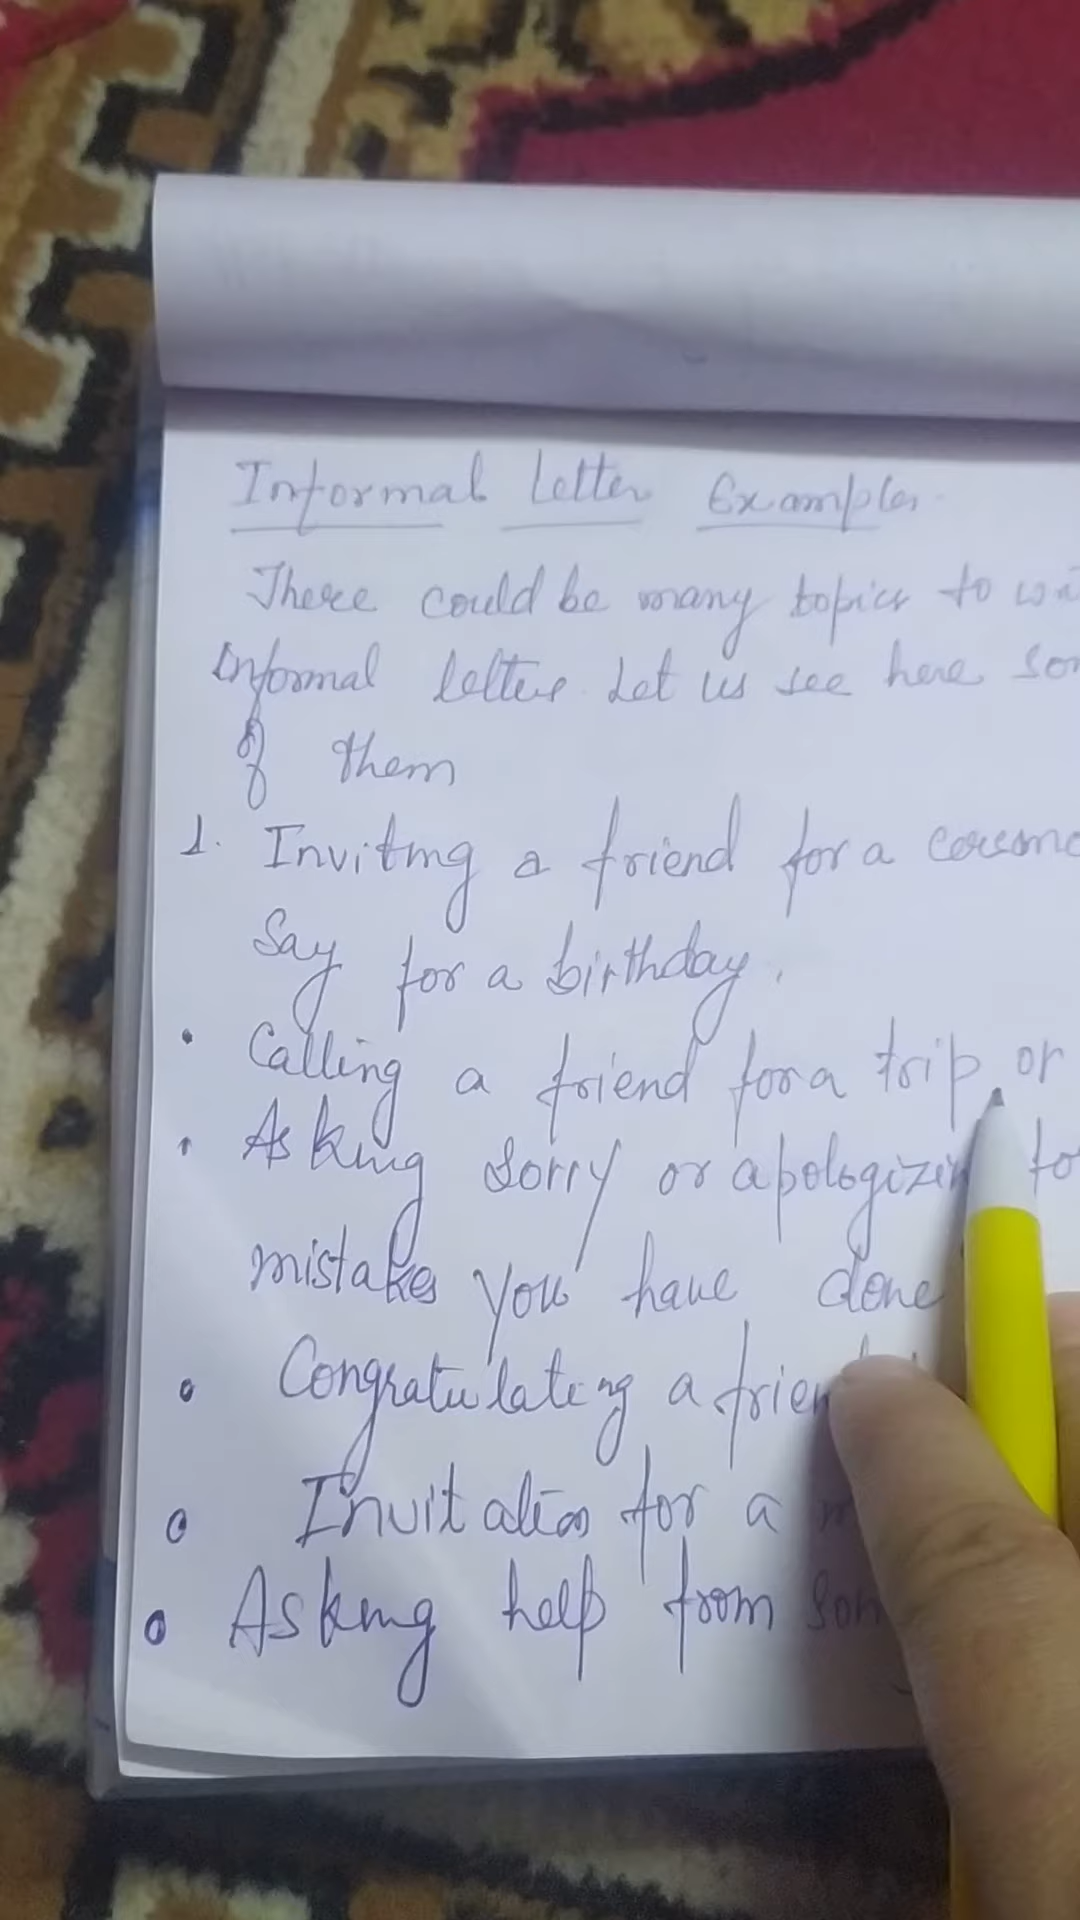 Informal Letter Examples
There could be many topics to
Informal letters. Let us see here
of them
1. Inviting a friend for a
Say for a birthday.
• Calling a friend for a trip or
• Asking Sorry or apologizing
mistakes you have done
• Congratulating a
• Invitation for a
• Asking help from